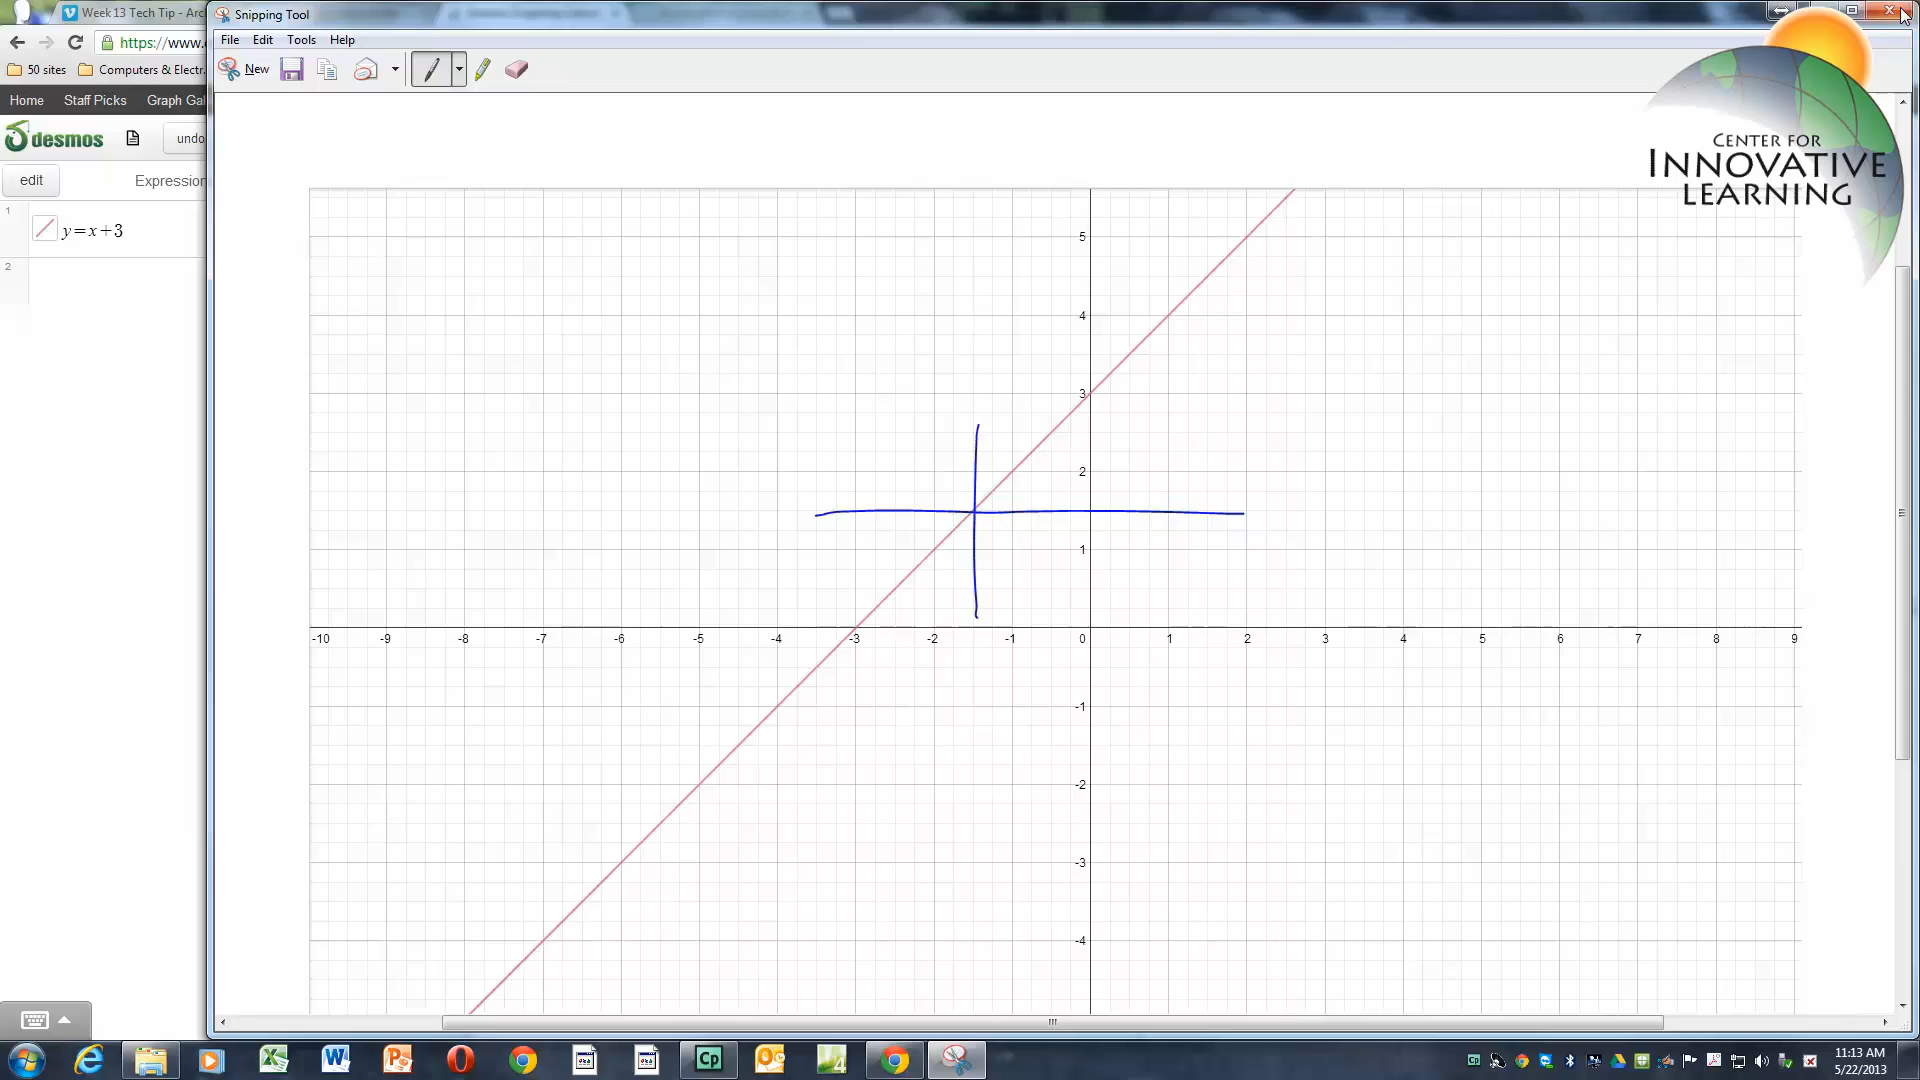 Week 13 Tech Tip - Arc
Snipping Tool
https://www.
File Edit Tools Help
50 sites
Computers & Electr
New
Home Staff Picks Graph Gal
desmos
undo
edit
Expression
1
y=x+3
2
CENTER FOR
INNOVATIVE
LEARNING
5
4
3
2
1
-10 -9 -8 -7 -6 -5 -4 -3 -2 -1 0 1 2 3 4 5 6 7 8 9
-1
-2
-3
-4
Cp
11:13 AM
5/22/2013